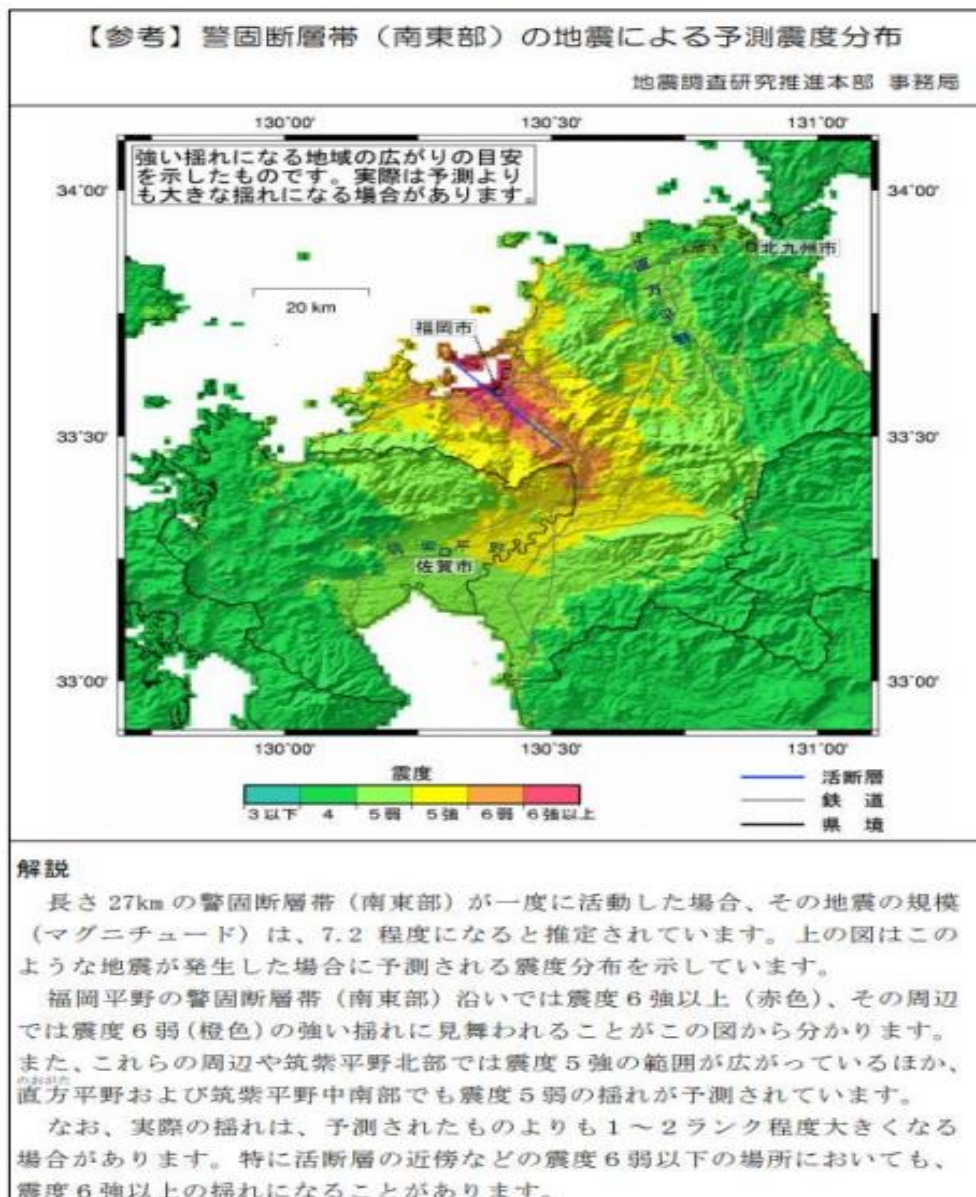 【参考】警固断層帯（南東部）の地震による予測震度分布
地震調査研究推進本部 事務局
130°00' 130°30' 131°00'
強い揺れになる地域の広がりの目安
を示したものです。実際は予測より
も大きな揺れになる場合があります。
34°00' 34°00'
北九州市
20 km
福岡市
33°30' 33°30'
佐賀市
33°00' 33°00'
130°00' 130°30' 131°00'
震度
3以下 4 5弱 5強 6弱 6強以上
活断層
鉄 道
県 境
解説
長さ 27km の警固断層帯（南東部）が一度に活動した場合、その地震の規模
（マグニチュード）は、7.2 程度になると推定されています。上の図はこの
ような地震が発生した場合に予測される震度分布を示しています。
福岡平野の警固断層帯（南東部）沿いでは震度６強以上（赤色）、その周辺
では震度６弱(橙色)の強い揺れに見舞われることがこの図から分かります。
また、これらの周辺や筑紫平野北部では震度５強の範囲が広がっているほか、
のおがた
直方平野および筑紫平野中南部でも震度５弱の揺れが予測されています。
なお、実際の揺れは、予測されたものよりも１～２ランク程度大きくなる
場合があります。特に活断層の近傍などの震度６弱以下の場所においても、
震度６強以上の揺れになることがあります。